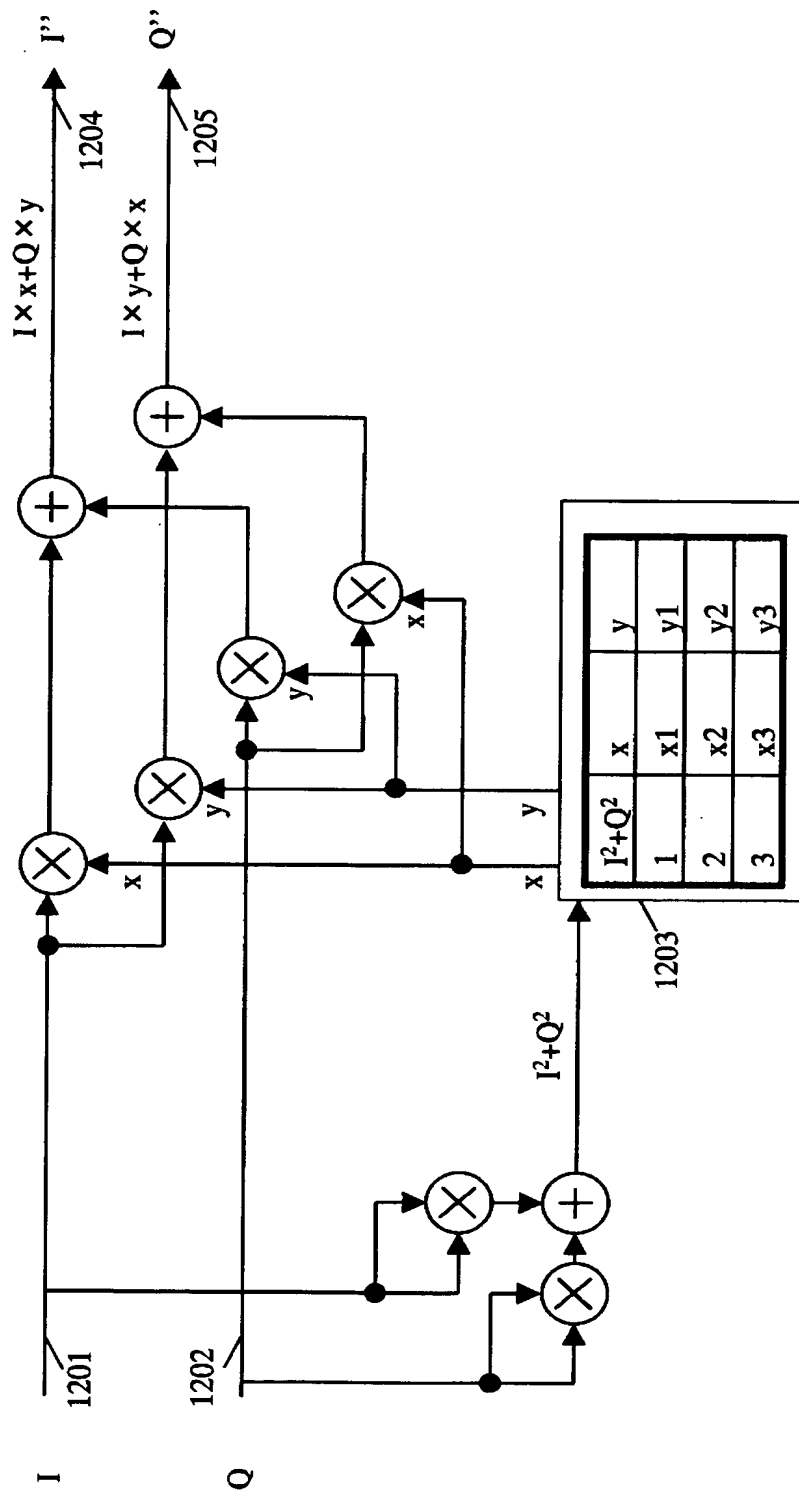 I
1201
I×x+Q×y
1204
I’’
x
Q
1202
y
y
x
I×y+Q×x
1205
Q’’
I²+Q²
1203
x
y
I²+Q² x y
1 x1 y1
2 x2 y2
3 x3 y3